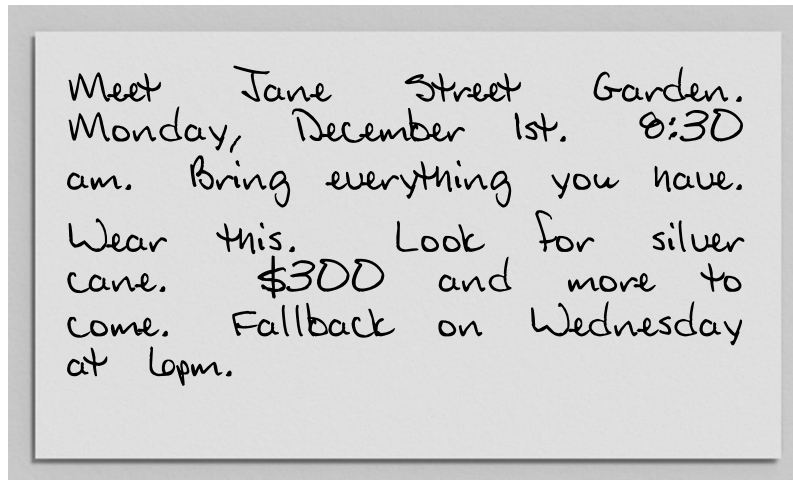 Meet Jane Street Garden.
Monday, December 1st. 8:30
am. Bring everything you have.
Wear this. Look for silver
cane. $300 and more to
come. Fallback on Wednesday
at 6pm.